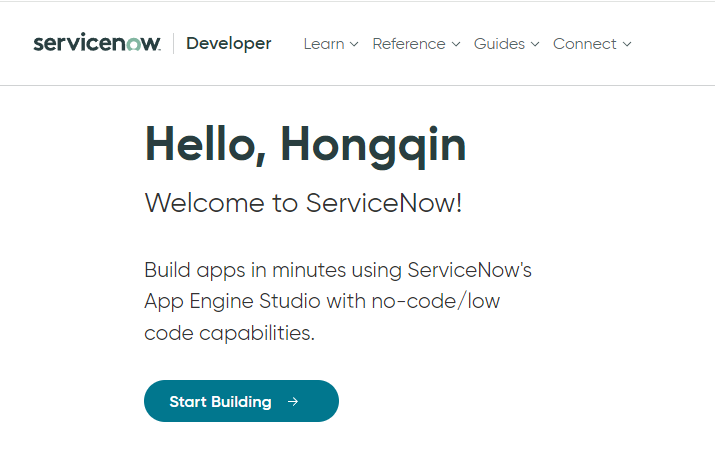 servicenow Developer Learn Reference Guides Connect
Hello, Hongqin
Welcome to ServiceNow!
Build apps in minutes using ServiceNow's
App Engine Studio with no-code/low
code capabilities.
Start Building →